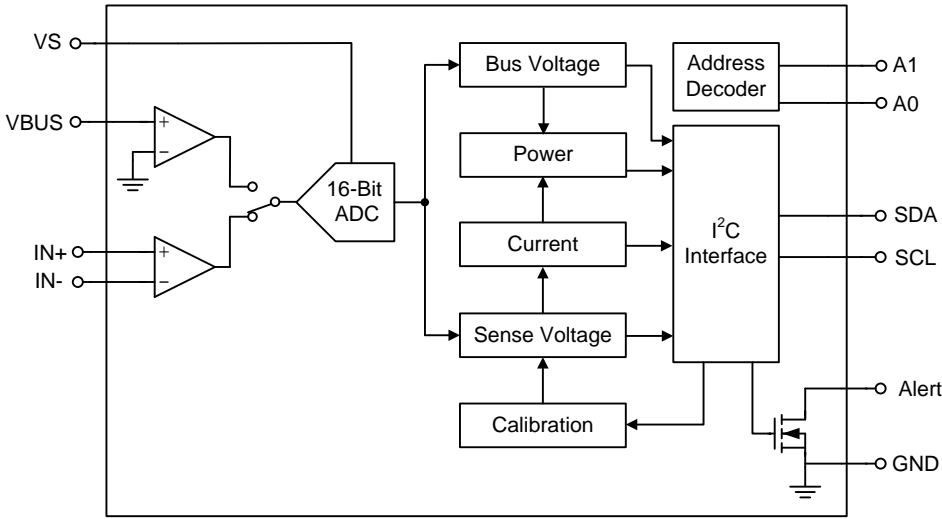 VS
VBUS
+
−
IN+
IN-
+
−
16-Bit
ADC
Bus Voltage
Power
Current
Sense Voltage
Calibration
Address
Decoder
I²C
Interface
A1
A0
SDA
SCL
Alert
GND